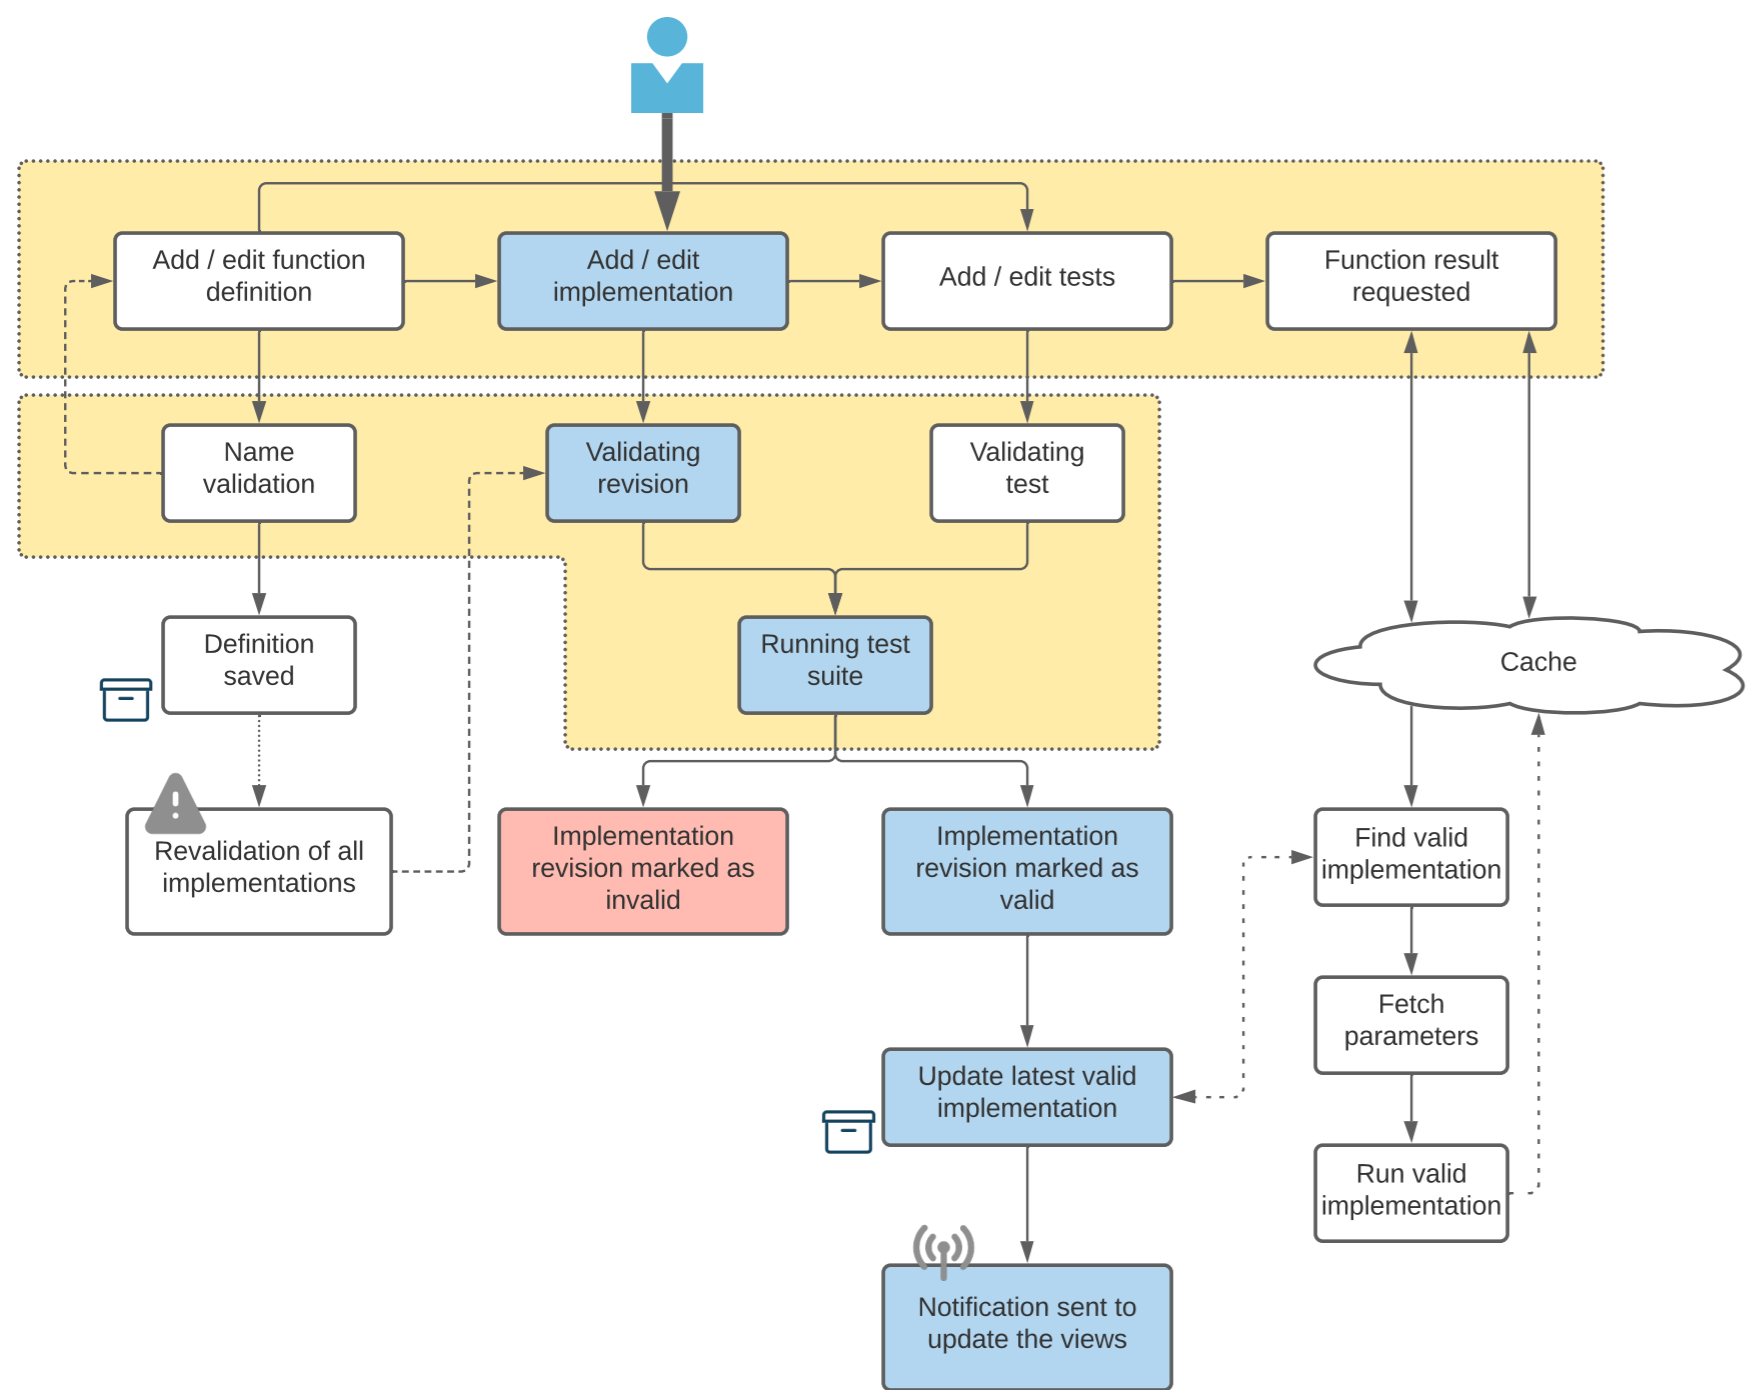 Add / edit function
definition
Add / edit
implementation
Add / edit tests
Function result
requested
Name
validation
Validating
revision
Validating
test
Definition
saved
Running test
suite
Cache
Revalidation of all
implementations
Implementation
revision marked as
invalid
Implementation
revision marked as
valid
Find valid
implementation
Fetch
parameters
Update latest valid
implementation
Run valid
implementation
Notification sent to
update the views